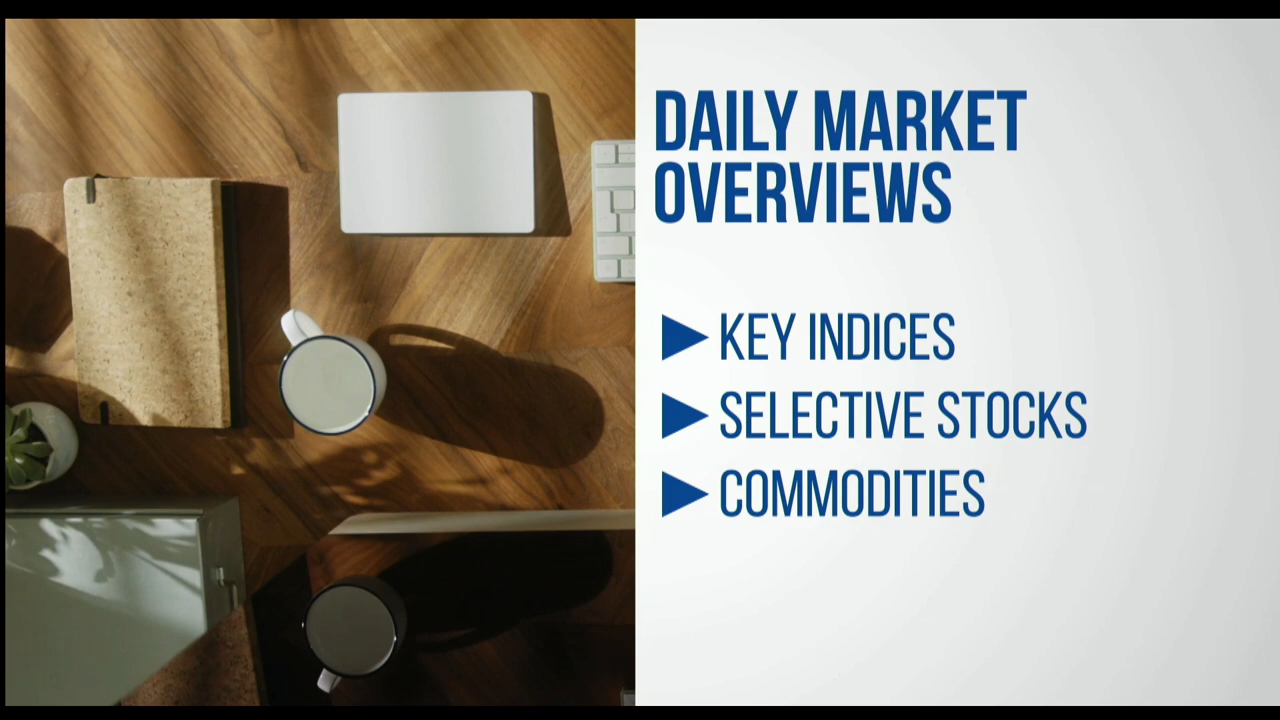 DAILY MARKET
OVERVIEWS
KEY INDICES
SELECTIVE STOCKS
COMMODITIES